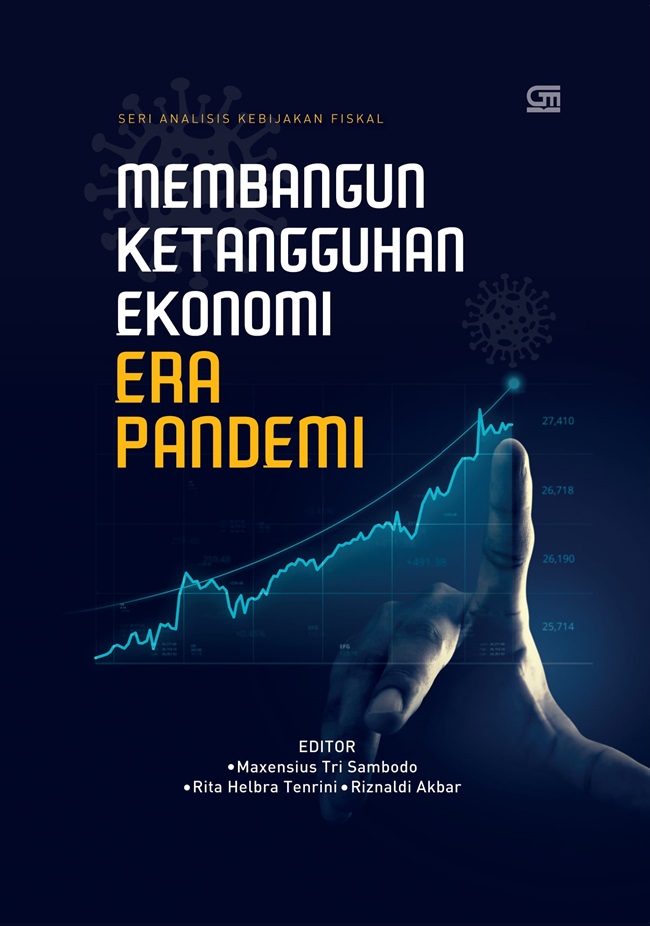 SERI ANALISIS KEBIJAKAN FISKAL
GM
MEMBANGUN
KETANGGUHAN
EKONOMI
ERA
PANDEMI
27,410
26,718
26,190
25,714
EDITOR
•Maxensius Tri Sambodo
•Rita Helbra Tenrini •Riznaldi Akbar